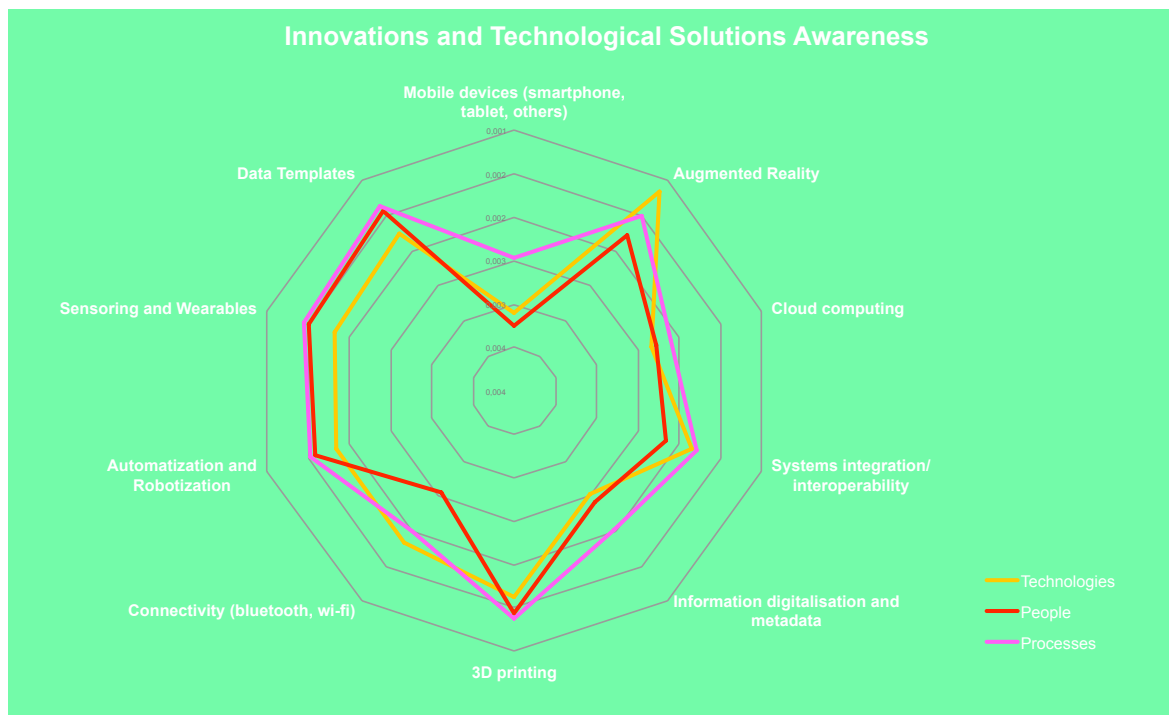 Innovations and Technological Solutions Awareness
Mobile devices (smartphone,
tablet, others)
0,001
0,002
0,002
0,003
0,003
0,004
0,004
Data Templates
Augmented Reality
Sensoring and Wearables
Cloud computing
Automatization and
Robotization
Systems integration/
interoperability
Connectivity (bluetooth, wi-fi)
Information digitalisation and
metadata
3D printing
Technologies
People
Processes